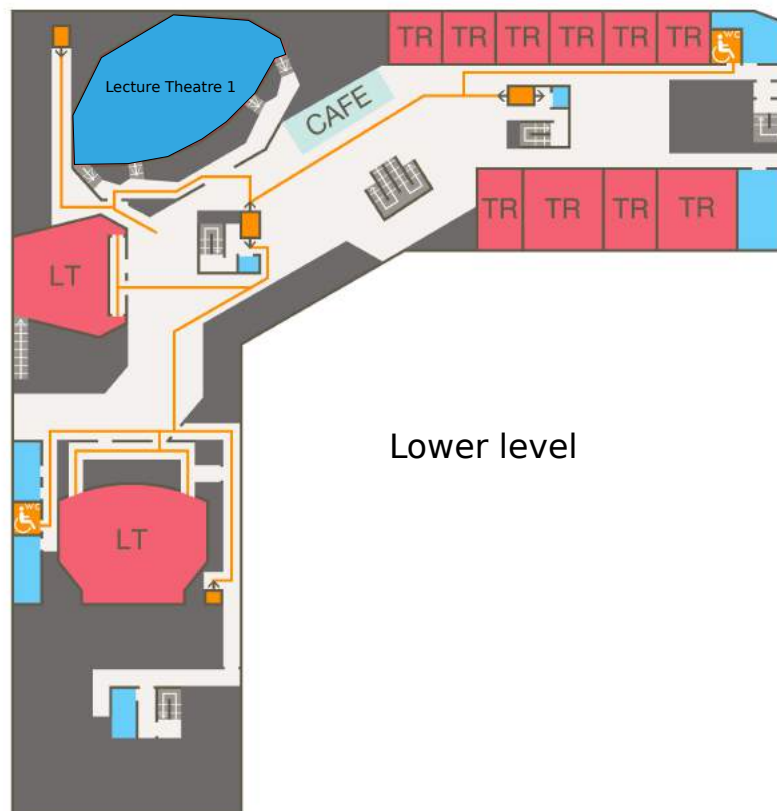 TR TR TR TR TR TR WC
Lecture Theatre 1
CAFE
TR TR TR TR
LT
Lower level
WC
LT